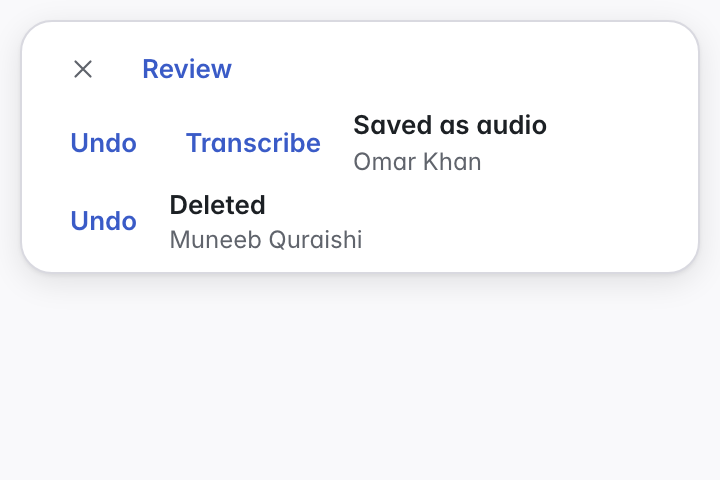 Review
Undo Transcribe Saved as audio
Omar Khan
Undo Deleted
Muneeb Quraishi